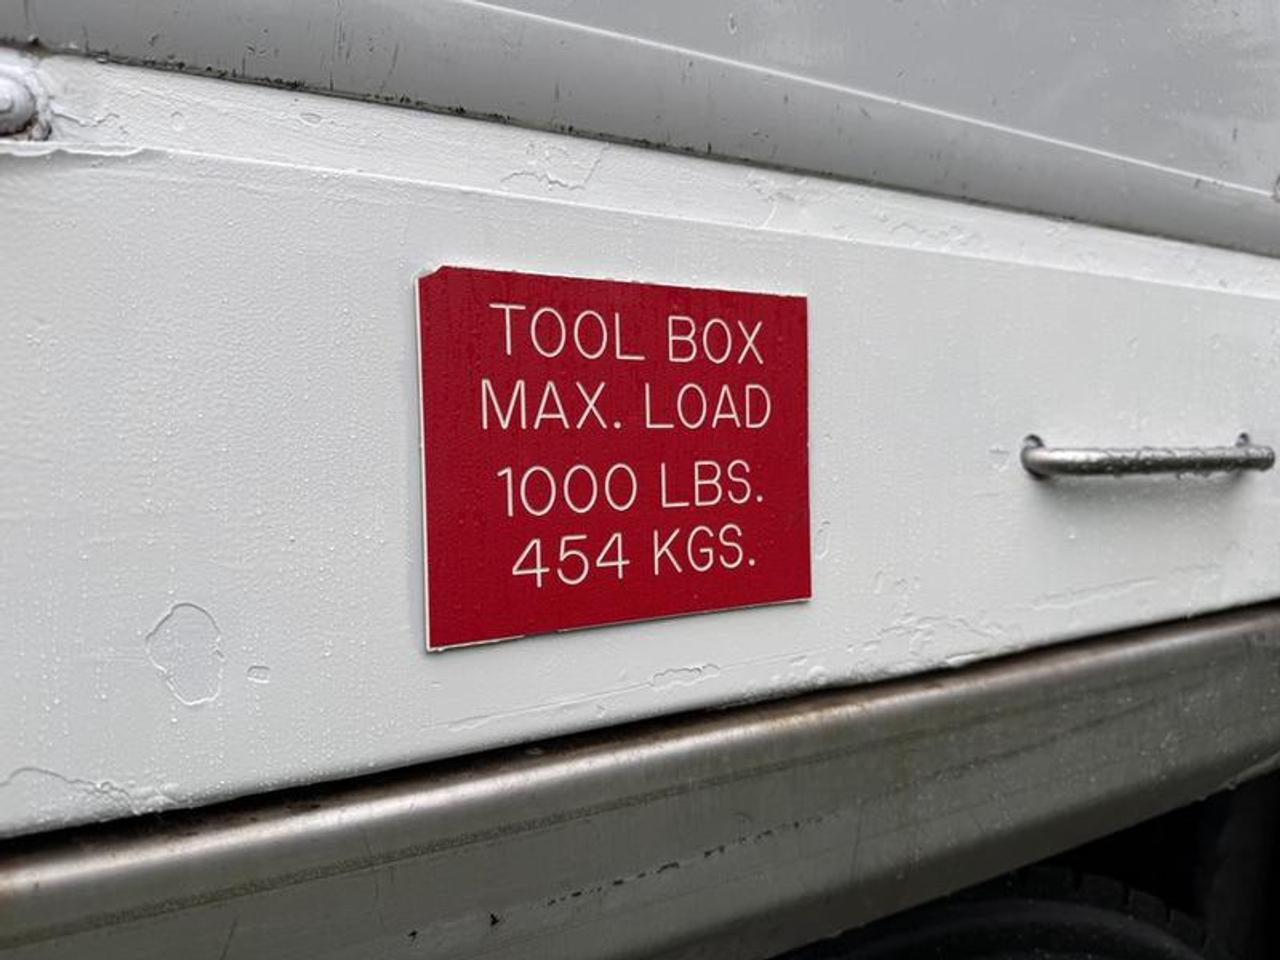 TOOL BOX
MAX. LOAD
1000 LBS.
454 KGS.